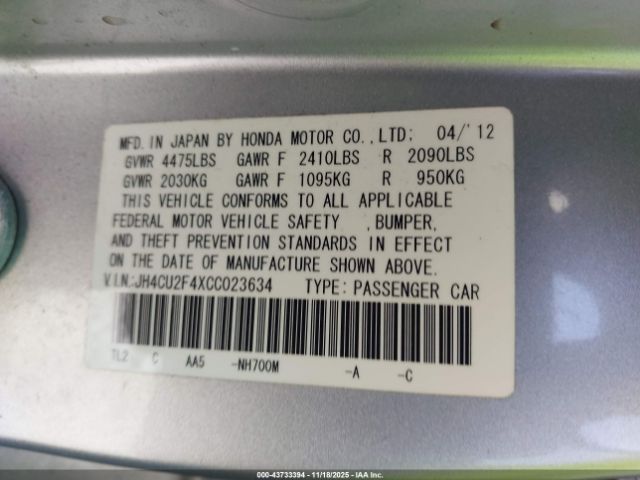 MFD. IN JAPAN BY HONDA MOTOR CO., LTD: 04/'12
GVWR 4475LBS GAWR F 2410LBS R 2090LBS
GVWR 2030KG GAWR F 1095KG R 950KG
THIS VEHICLE CONFORMS TO ALL APPLICABLE
FEDERAL MOTOR VEHICLE SAFETY , BUMPER,
AND THEFT PREVENTION STANDARDS IN EFFECT
ON THE DATE OF MANUFACTURE SHOWN ABOVE.
V.I.N.:JH4CU2F4XCC023634 TYPE: PASSENGER CAR
TL2 C AA5 -NH700M -A -C
000-43733394 - 11/18/2025 - IAA Corp.